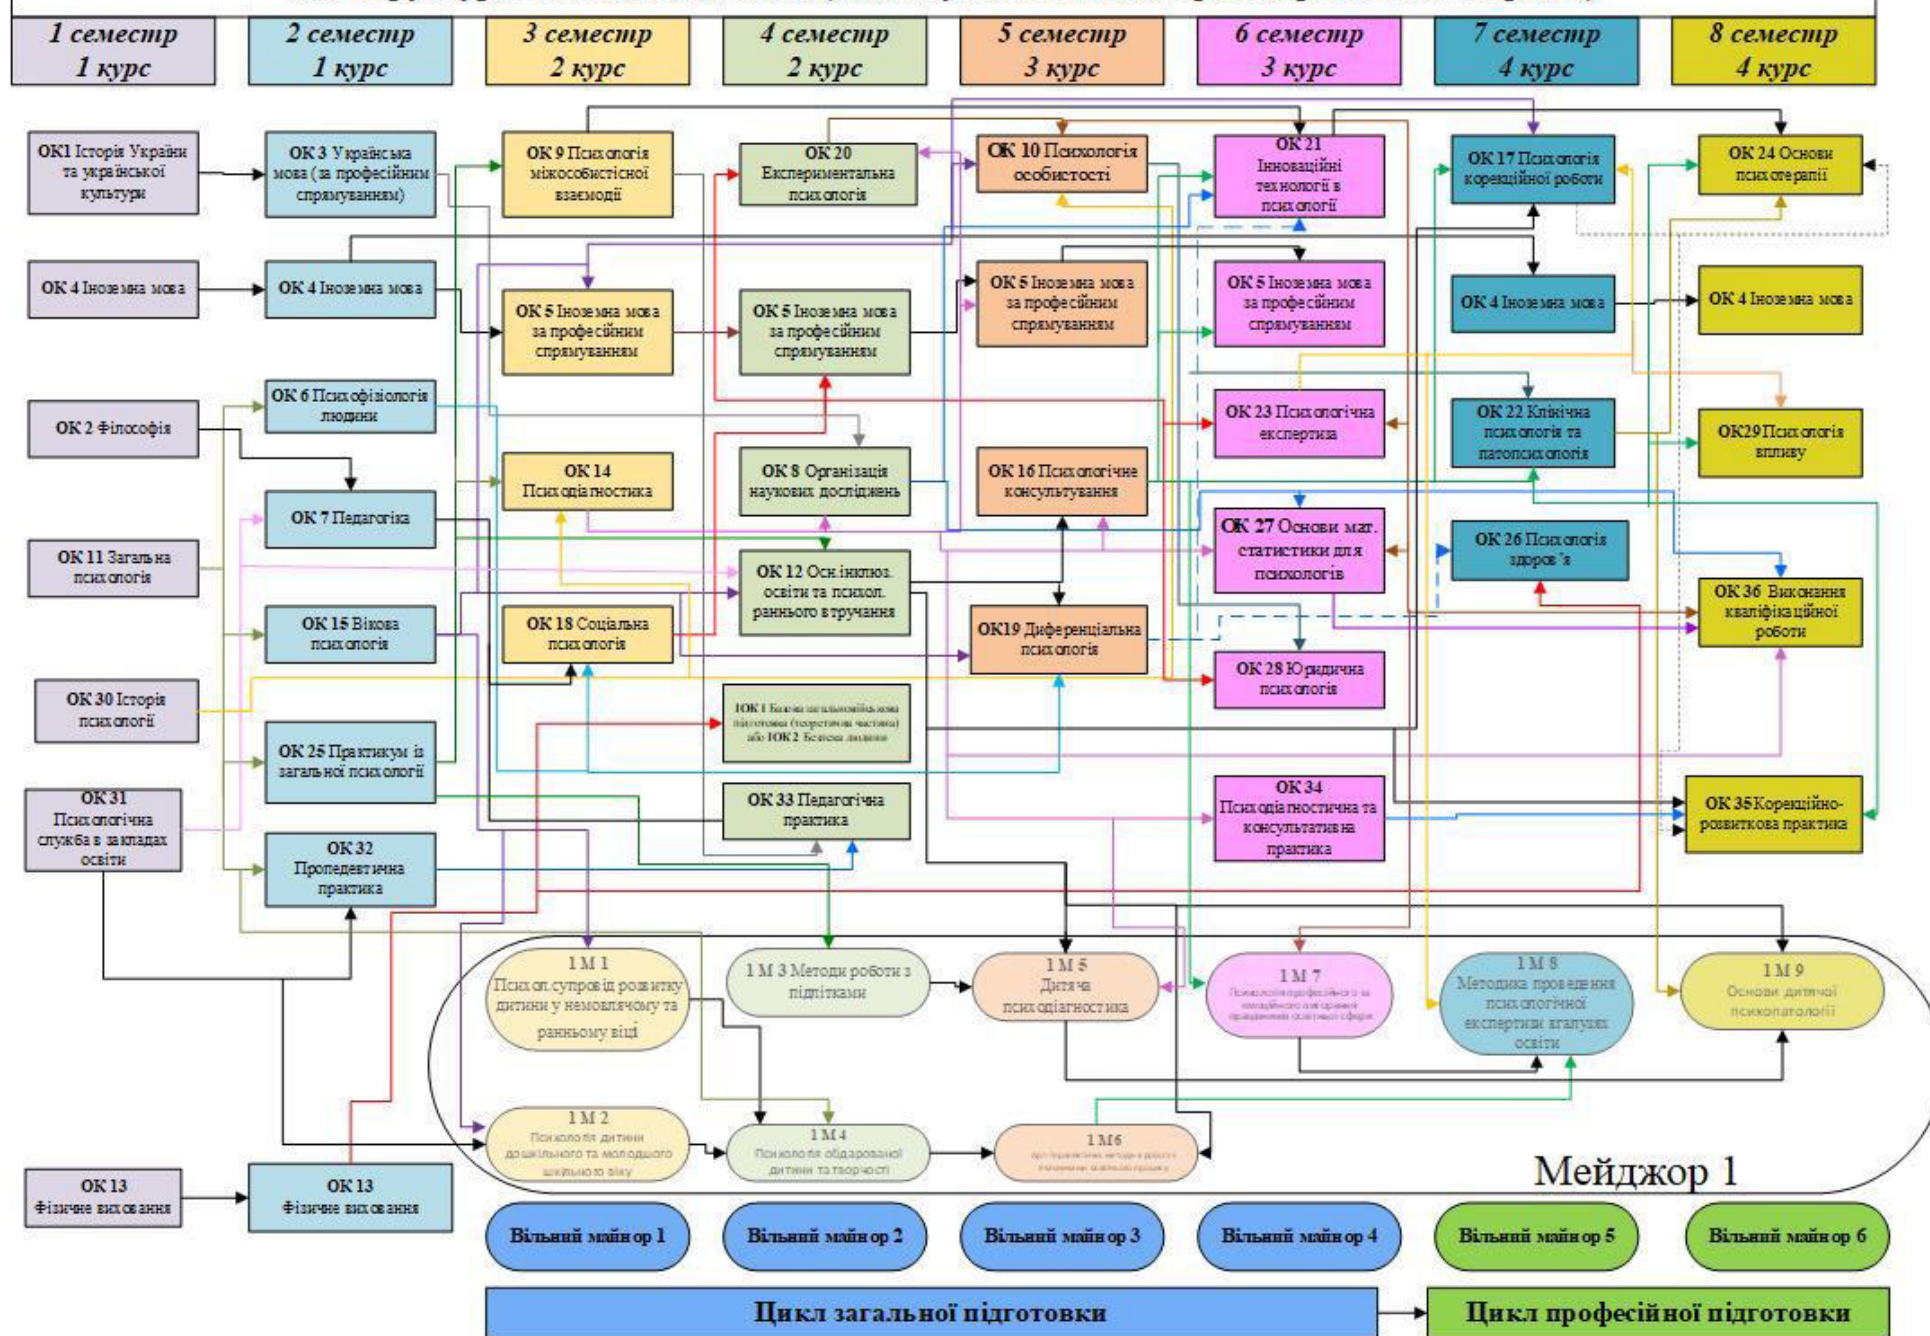 1 семестр
1 курс
2 семестр
1 курс
3 семестр
2 курс
4 семестр
2 курс
5 семестр
3 курс
6 семестр
3 курс
7 семестр
4 курс
8 семестр
4 курс
ОК1 Історія України
та української
культури
ОК 4 Іноземна мова
ОК 2 Філософія
ОК 11 Загальна
психологія
ОК 30 Історія
психології
ОК 31
Психологічна
служба в закладах
освіти
ОК 13
Фізичне виховання
ОК 3 Українська
мова (за професійним
спрямуванням)
ОК 4 Іноземна мова
ОК 6 Психофізіологія
людини
ОК 7 Педагогіка
ОК 15 Вікова
психологія
ОК 25 Практикум із
загальної психології
ОК 32
Пропедевтична
практика
ОК 13
Фізичне виховання
ОК 9 Психологія
міжособистісної
взаємодії
ОК 5 Іноземна мова
за професійним
спрямуванням
ОК 14
Психодіагностика
ОК 18 Соціальна
психологія
ОК 20
Експериментальна
психологія
ОК 5 Іноземна мова
за професійним
спрямуванням
ОК 8 Організація
наукових досліджень
ОК 12 Осн.інклюз.
освіти та психол.
раннього втручання
1ОК 1 Базова загальновійськова
підготовка (теоретична частина)
або 1ОК 2 Безпека людини
ОК 33 Педагогічна
практика
ОК 10 Психологія
особистості
ОК 5 Іноземна мова
за професійним
спрямуванням
ОК 16 Психологічне
консультування
ОК19 Диференціальна
психологія
ОК 21
Інноваційні
технології в
психології
ОК 5 Іноземна мова
за професійним
спрямуванням
ОК 23 Психологічна
експертиза
ОК 27 Основи мат.
статистики для
психологів
ОК 28 Юридична
психологія
ОК 34
Психодіагностична та
консультативна
практика
ОК 17 Психологія
корекційної роботи
ОК 4 Іноземна мова
ОК 22 Клінічна
психологія та
патопсихологія
ОК 26 Психологія
здоров’я
ОК 24 Основи
психотерапії
ОК 4 Іноземна мова
ОК29 Психологія
впливу
ОК 36 Виконання
кваліфікаційної
роботи
ОК 35 Корекційно-
розвиткова практика
1 М 1
Психол.супровід розвитку
дитини у немовлячому та
ранньому віці
1 М 3 Методи роботи з
підлітками
1 М 5
Дитяча
психодіагностика
1 М 7
1 М 8
Методика проведення
психологічної
експертизи в галузях
освіти
1 М 9
Основи дитячої
психопатології
1 М 2
Психологія дитини
дошкільного та молодшого
шкільного віку
1 М 4
Психологія обдарованої
дитини та творчості
1 М 6
Мейджор 1
Вільний майнор 1
Вільний майнор 2
Вільний майнор 3
Вільний майнор 4
Вільний майнор 5
Вільний майнор 6
Цикл загальної підготовки
Цикл професійної підготовки